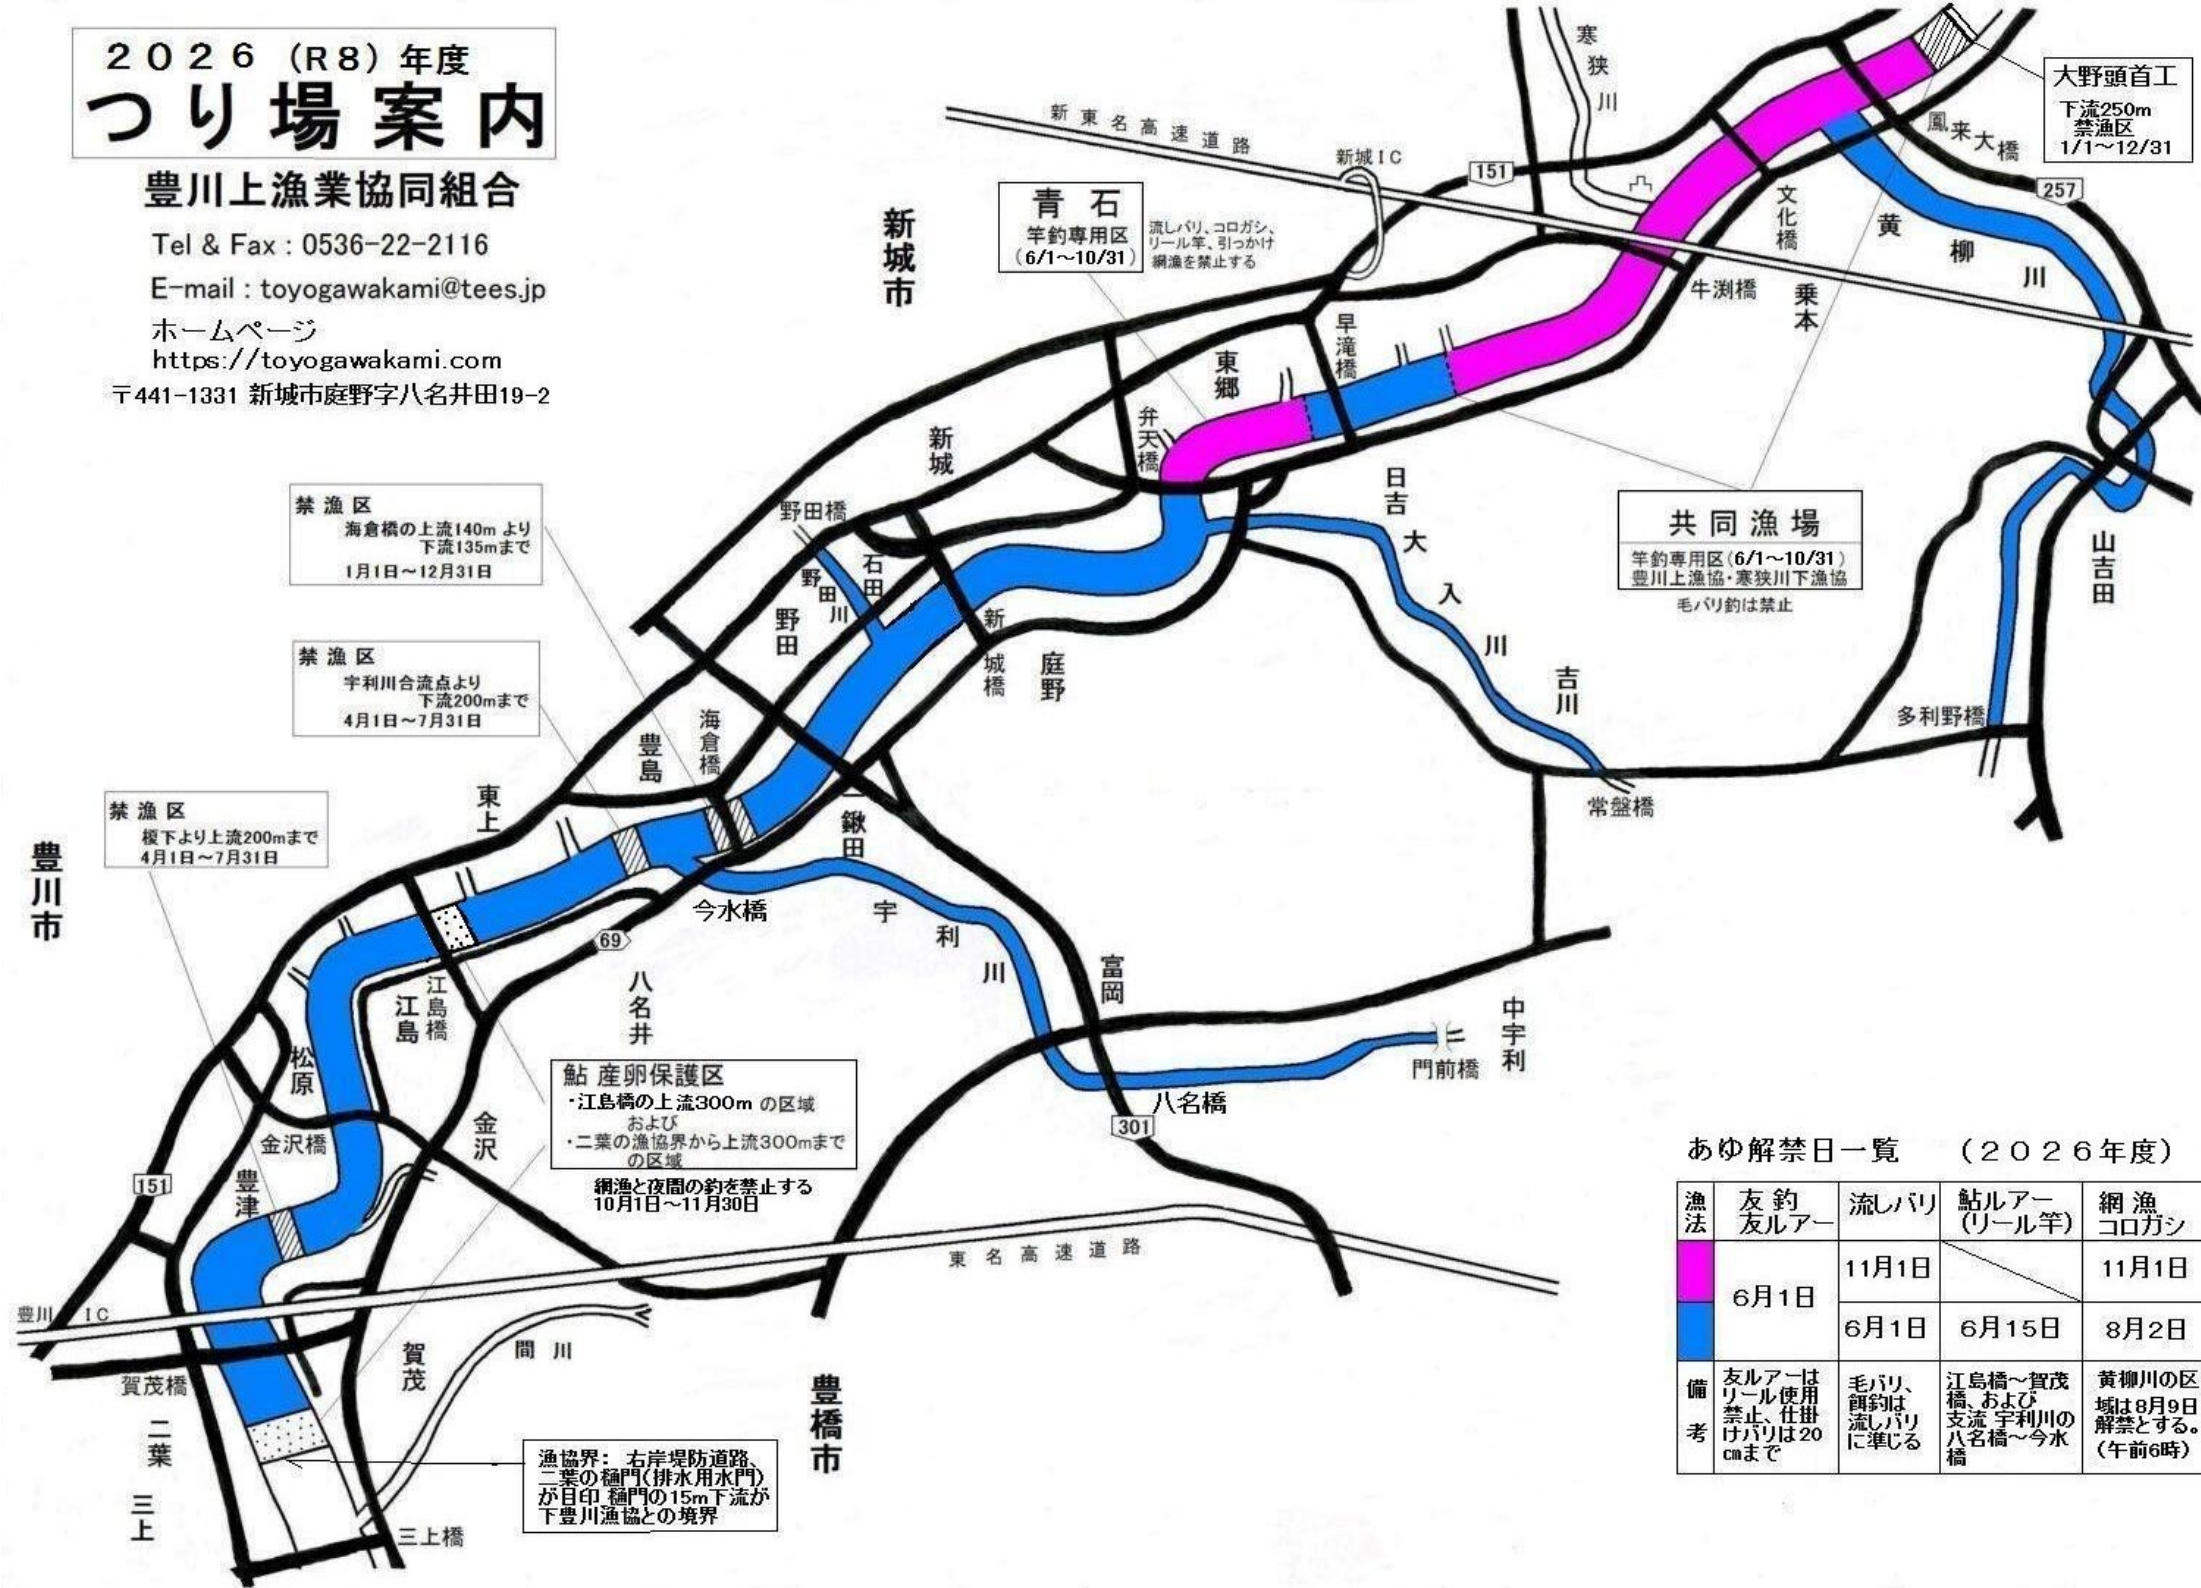 ２０２６（R８）年度
つり場案内
豊川上漁業協同組合
Tel & Fax : 0536-22-2116
E-mail : toyogawakami@tees.jp
ホームページ
https://toyogawakami.com
〒441-1331 新城市庭野字八名井田19-2
寒狭川
大野頭首工
下流250m
禁漁区
1/1～12/31
新東名高速道路
新城IC
151
鳳来大橋
257
文化橋
黄柳川
青石
竿釣専用区
(6/1～10/31)
流しバリ、コロガシ、
リール竿、引っかけ
網漁を禁止する
新城市
牛渕橋
乗本
早滝橋
東郷
弁天橋
新城
日吉
大入川
共同漁場
竿釣専用区(6/1～10/31)
豊川上漁協・寒狭川下漁協
毛バリ釣は禁止
山吉田
禁漁区
海倉橋の上流140mより
下流135mまで
1月1日～12月31日
野田橋
野田川
石田
野田
新城橋
庭野
吉川
多利野橋
常盤橋
禁漁区
宇利川合流点より
下流200mまで
4月1日～7月31日
海倉橋
豊島
東上
鍬田
禁漁区
榎下より上流200mまで
4月1日～7月31日
豊川市
今水橋
宇利川
69
八名井
富岡
中宇利
門前橋
八名橋
301
江島橋
江島
松原
金沢橋
金沢
鮎産卵保護区
・江島橋の上流300mの区域
および
・二葉の漁協界から上流300mまで
の区域
網漁と夜間の釣を禁止する
10月1日～11月30日
151
豊津
東名高速道路
豊川IC
間川
賀茂
賀茂橋
二葉
三上
豊橋市
漁協界： 右岸堤防道路、
二葉の樋門(排水用水門)
が目印 樋門の15m下流が
下豊川漁協との境界
三上橋
あゆ解禁日一覧 （２０２６年度）
漁法 友釣 友ルアー 流しバリ 鮎ルアー (リール竿) 網漁 コロガシ
6月1日 11月1日 11月1日
6月1日 6月15日 8月2日
備考
友ルアーは
リール使用
禁止、仕掛
けバリは20
cmまで
毛バリ、
餌釣は
流しバリ
に準じる
江島橋～賀茂
橋、および
支流 宇利川の
八名橋～今水
橋
黄柳川の区
域は8月9日
解禁とする。
(午前6時)